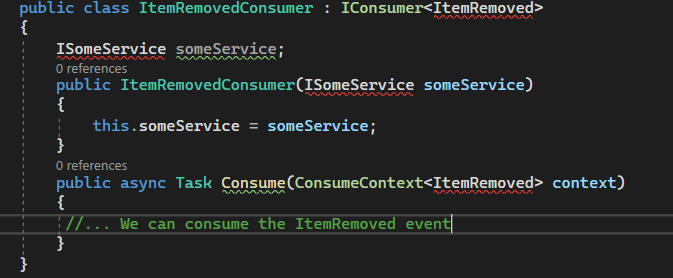 public class ItemRemovedConsumer : IConsumer<ItemRemoved>
{
ISomeService someService;
0 references
public ItemRemovedConsumer(ISomeService someService)
{
this.someService = someService;
}
0 references
public async Task Consume(ConsumeContext<ItemRemoved> context)
{
//... We can consume the ItemRemoved event
}
}